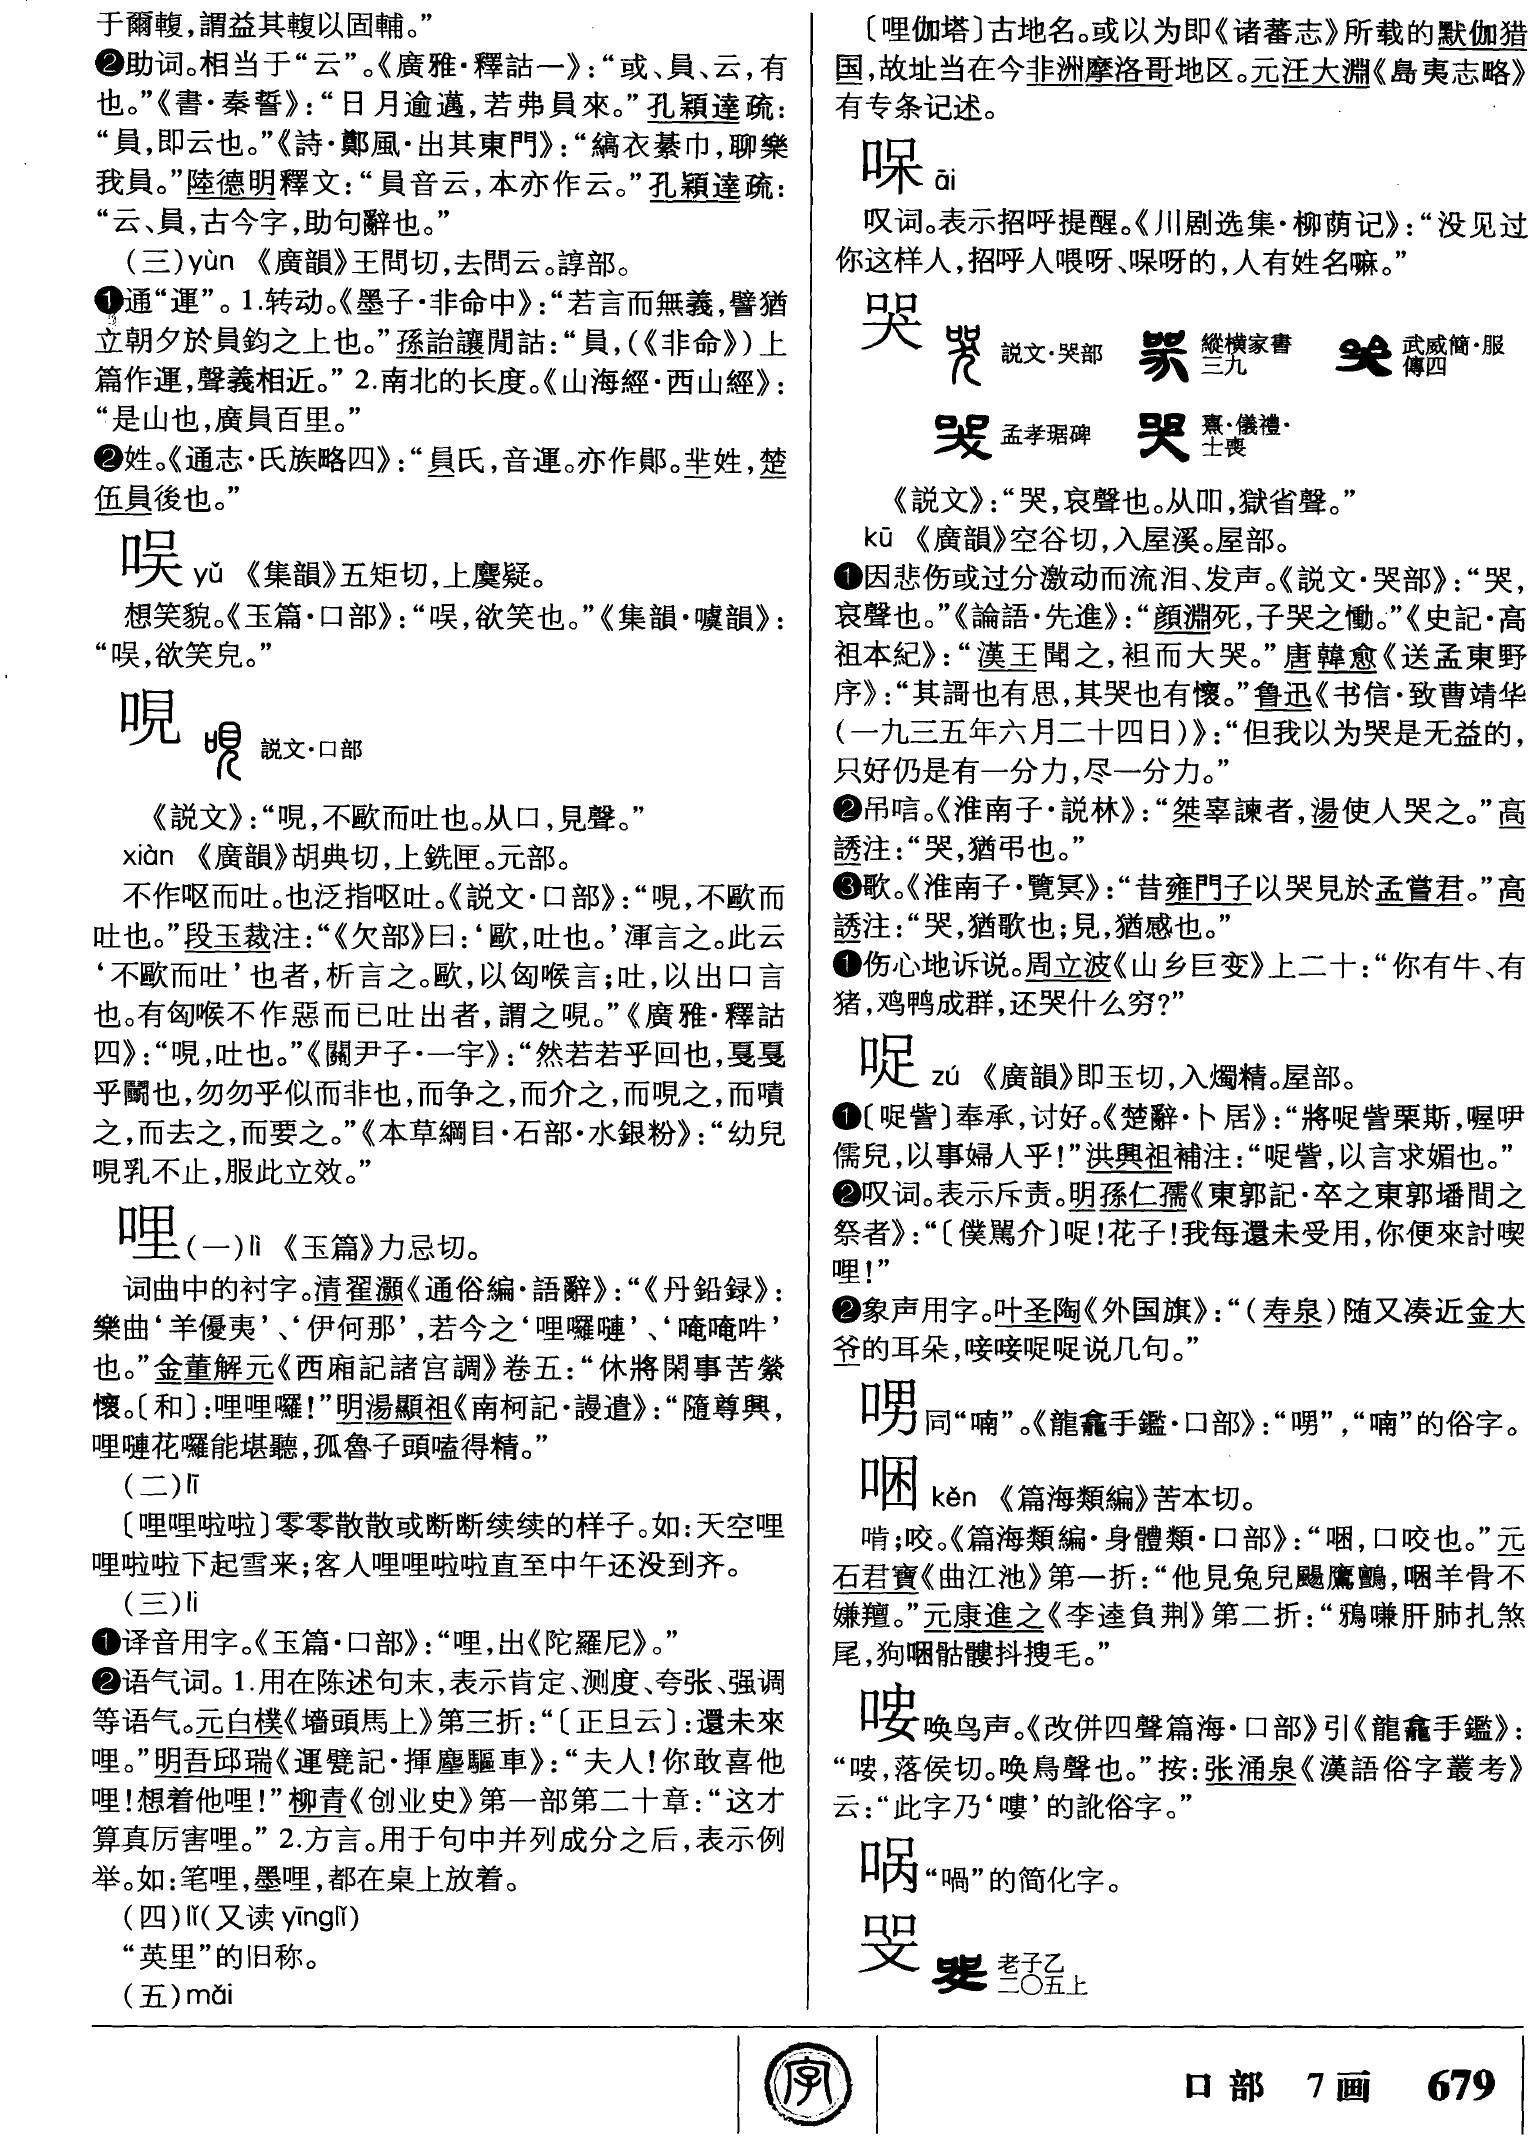 于爾輹，謂益其輹以固輔。”
❷助词。相当于“云”。《廣雅·釋詁一》：“或、員、云，有
也。”《書·秦誓》：“日月逾邁，若弗員來。”孔穎達疏：
“員，即云也。”《詩·鄭風·出其東門》：“縞衣綦巾，聊樂
我員。”陸德明釋文：“員音云，本亦作云。”孔穎達疏：
“云、員，古今字，助句辭也。”
（三）yùn 《廣韻》王問切，去問云。諄部。
❶通“運”。1.转动。《墨子·非命中》：“若言而無義，譬猶
立朝夕於員鈞之上也。”孫詒讓閒詁：“員，（《非命》）上
篇作運，聲義相近。”2.南北的长度。《山海經·西山經》：
“是山也，廣員百里。”
❷姓。《通志·氏族略四》：“員氏，音運。亦作鄖。芈姓，楚
伍員後也。”
㖵 yǔ 《集韻》五矩切，上麌疑。
想笑貌。《玉篇·口部》：“㖵，欲笑也。”《集韻·噳韻》：
“㖵，欲笑皃。”
哯 説文·口部
《説文》：“哯，不歐而吐也。从口，見聲。”
xiàn 《廣韻》胡典切，上銑匣。元部。
不作呕而吐。也泛指呕吐。《説文·口部》：“哯，不歐而
吐也。”段玉裁注：“《欠部》曰：‘歐，吐也。’渾言之。此云
‘不歐而吐’也者，析言之。歐，以匈喉言；吐，以出口言
也。有匈喉不作惡而已吐出者，謂之哯。”《廣雅·釋詁
四》：“哯，吐也。”《關尹子·一宇》：“然若若乎回也，戛戛
乎鬭也，勿勿乎似而非也，而争之，而介之，而哯之，而嘳
之，而去之，而要之。”《本草綱目·石部·水銀粉》：“幼兒
哯乳不止，服此立效。”
哩（一）lì 《玉篇》力忌切。
词曲中的衬字。清翟灝《通俗編·語辭》：“《丹鉛録》：
樂曲‘羊優夷’、‘伊何那’，若今之‘哩囉嗹’、‘唵唵吽’
也。”金董解元《西廂記諸宫調》卷五：“休將閑事苦縈
懷。〔和〕：哩哩囉！”明湯顯祖《南柯記·謾遣》：“隨尊興，
哩嗹花囉能堪聽，孤魯子頭嗑得精。”
（二）lī
〔哩哩啦啦〕零零散散或断断续续的样子。如：天空哩
哩啦啦下起雪来；客人哩哩啦啦直至中午还没到齐。
（三）li
❶译音用字。《玉篇·口部》：“哩，出《陀羅尼》。”
❷语气词。1.用在陈述句末，表示肯定、测度、夸张、强调
等语气。元白樸《墻頭馬上》第三折：“〔正旦云〕：還未來
哩。”明吾邱瑞《運甓記·揮塵驅車》：“夫人！你敢喜他
哩！想着他哩！”柳青《创业史》第一部第二十章：“这才
算真厉害哩。”2.方言。用于句中并列成分之后，表示例
举。如：笔哩，墨哩，都在桌上放着。
（四）lǐ（又读yīnglǐ）
“英里”的旧称。
（五）mǎi
〔哩伽塔〕古地名。或以为即《诸蕃志》所载的默伽猎
国，故址当在今非洲摩洛哥地区。元汪大淵《島夷志略》
有专条记述。
㖷 āi
叹词。表示招呼提醒。《川剧选集·柳荫记》：“没见过
你这样人，招呼人喂呀、㖷呀的，人有姓名嘛。”
哭 説文·哭部 縱横家書三九 武威簡·服傳四
孟孝琚碑 熹·儀禮·士喪
《説文》：“哭，哀聲也。从吅，獄省聲。”
kū 《廣韻》空谷切，入屋溪。屋部。
❶因悲伤或过分激动而流泪、发声。《説文·哭部》：“哭，
哀聲也。”《論語·先進》：“顔淵死，子哭之慟。”《史記·高
祖本紀》：“漢王聞之，袒而大哭。”唐韓愈《送孟東野
序》：“其謌也有思，其哭也有懷。”鲁迅《书信·致曹靖华
（一九三五年六月二十四日）》：“但我以为哭是无益的，
只好仍是有一分力，尽一分力。”
❷吊唁。《淮南子·説林》：“桀辜諫者，湯使人哭之。”高
誘注：“哭，猶弔也。”
❸歌。《淮南子·覽冥》：“昔雍門子以哭見於孟嘗君。”高
誘注：“哭，猶歌也；見，猶感也。”
❶伤心地诉说。周立波《山乡巨变》上二十：“你有牛、有
猪，鸡鸭成群，还哭什么穷？”
哫 zú 《廣韻》即玉切，入燭精。屋部。
❶〔哫訾〕奉承，讨好。《楚辭·卜居》：“將哫訾栗斯，喔咿
儒兒，以事婦人乎！”洪興祖補注：“哫訾，以言求媚也。”
❷叹词。表示斥责。明孫仁孺《東郭記·卒之東郭墦間之
祭者》：“〔僕罵介〕哫！花子！我每還未受用，你便來討喫
哩！”
❷象声用字。叶圣陶《外国旗》：“（寿泉）随又凑近金大
爷的耳朵，唼唼哫哫说几句。”
㖠同“喃”。《龍龕手鑑·口部》：“㖠”，“喃”的俗字。
哵 kěn 《篇海類編》苦本切。
啃；咬。《篇海類編·身體類·口部》：“㖥，口咬也。”元
石君寶《曲江池》第一折：“他見兔兒颺鷹鸇，㖥羊骨不
嫌羶。”元康進之《李逵負荆》第二折：“鴉嗛肝肺扎煞
尾，狗㖥骷髏抖搜毛。”
唤鸟声。《改併四聲篇海·口部》引《龍龕手鑑》：
落侯切。唤鳥聲也。”按：张涌泉《漢語俗字叢考》
云：“此字乃‘嘍’的訛俗字。”
㖞“喎”的简化字。
老子乙二〇五上
字
口部 7画 679